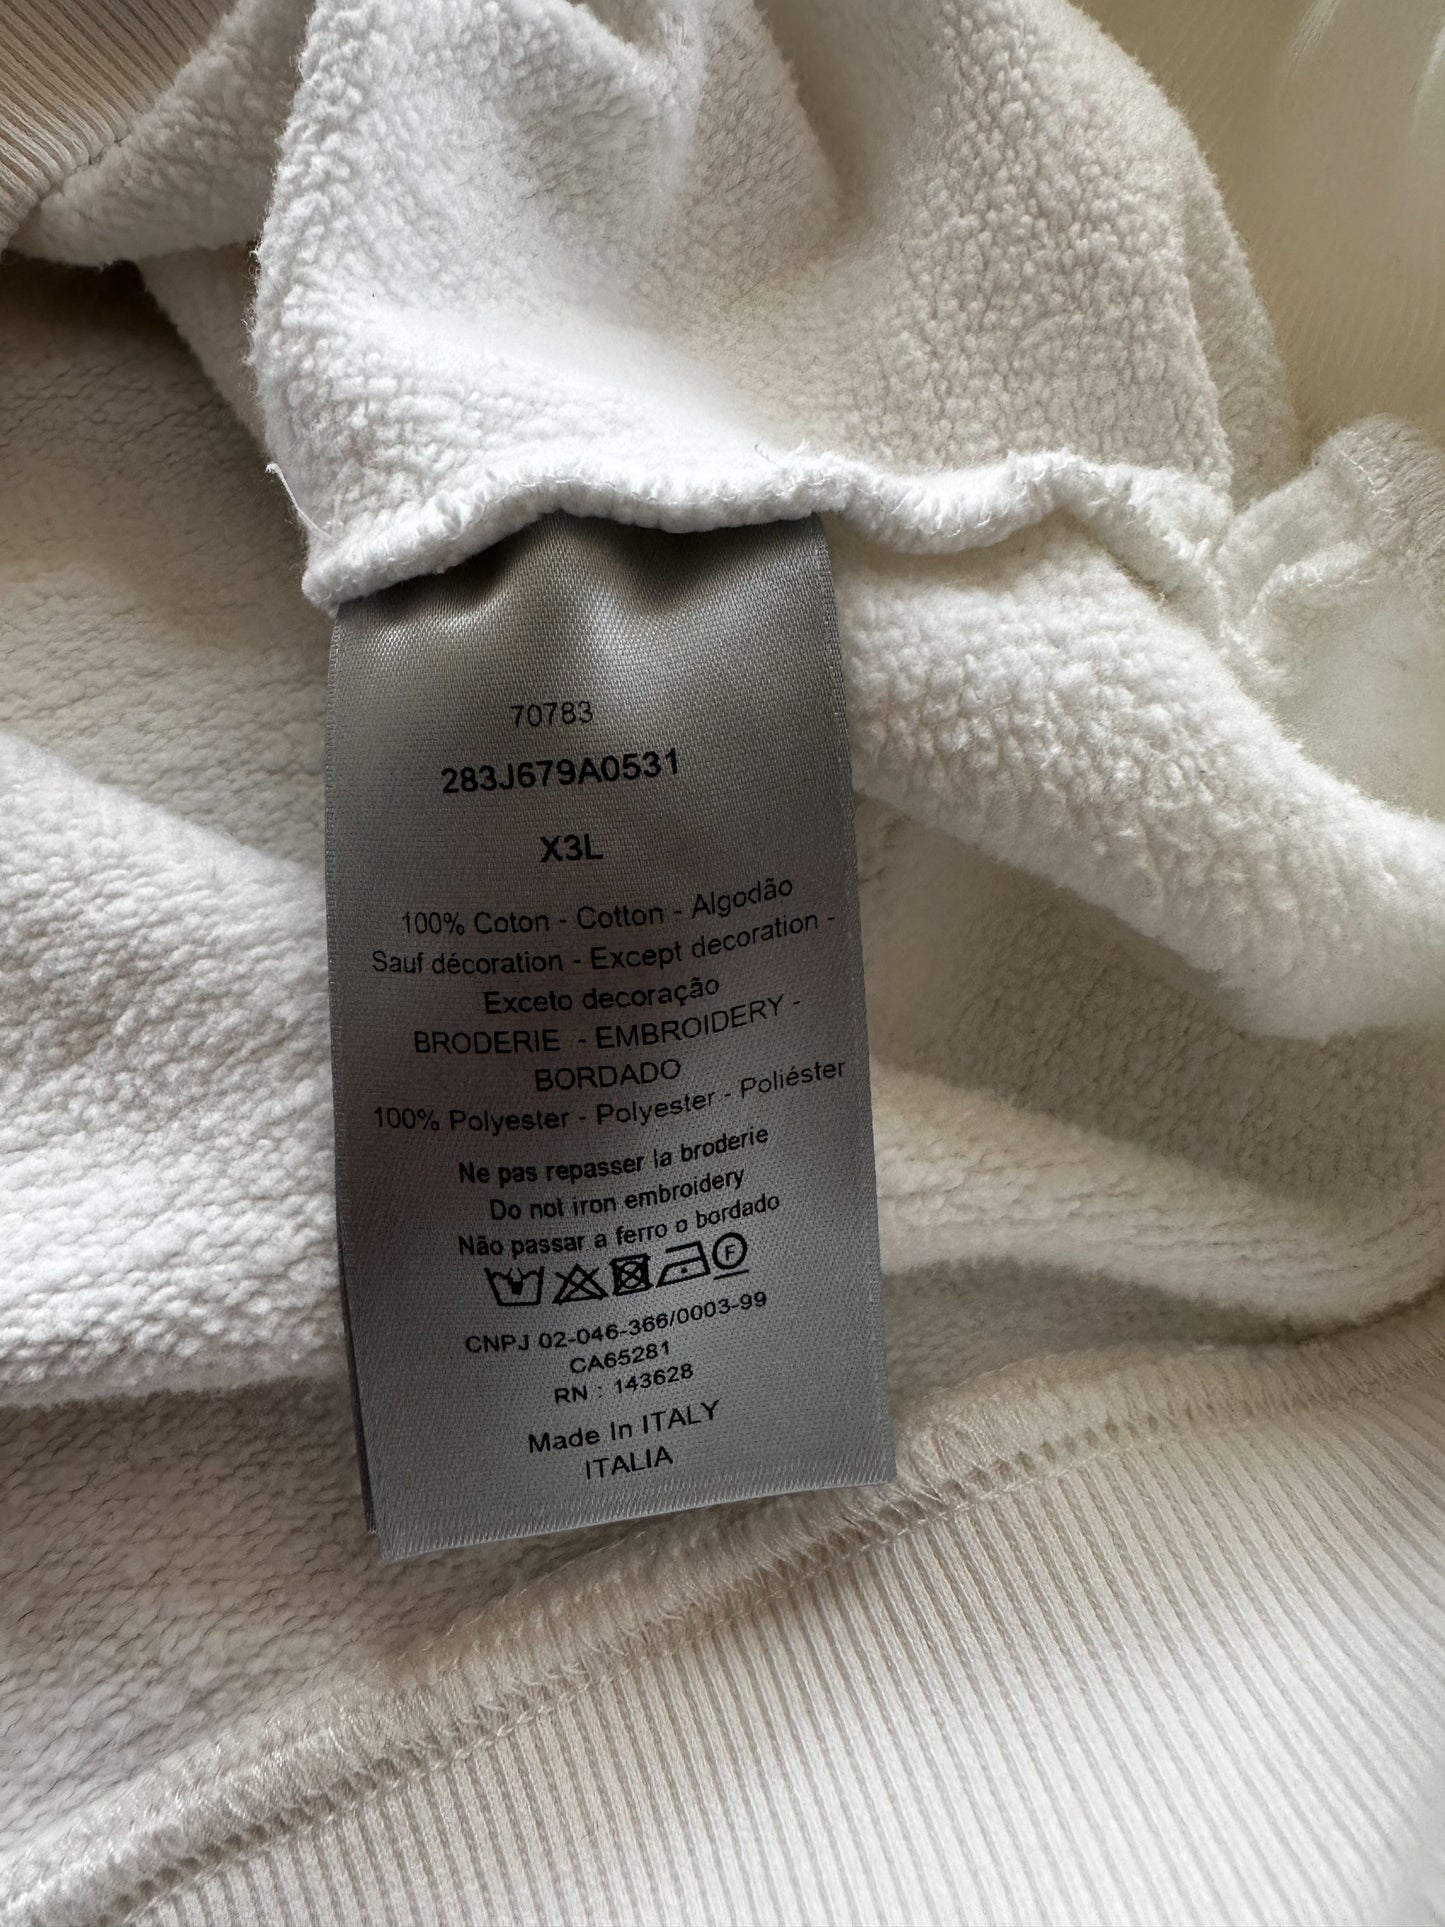 70783
283J679A0531
X3L
100% Coton - Cotton - Algodão
Sauf décoration - Except decoration -
Exceto decoração
BRODERIE - EMBROIDERY -
BORDADO
100% Polyester - Polyester - Poliéster
Ne pas repasser la broderie
Do not iron embroidery
Não passar a ferro o bordado
F
CNPJ 02-046-366/0003-99
CA65281
RN : 143628
Made In ITALY
ITALIA